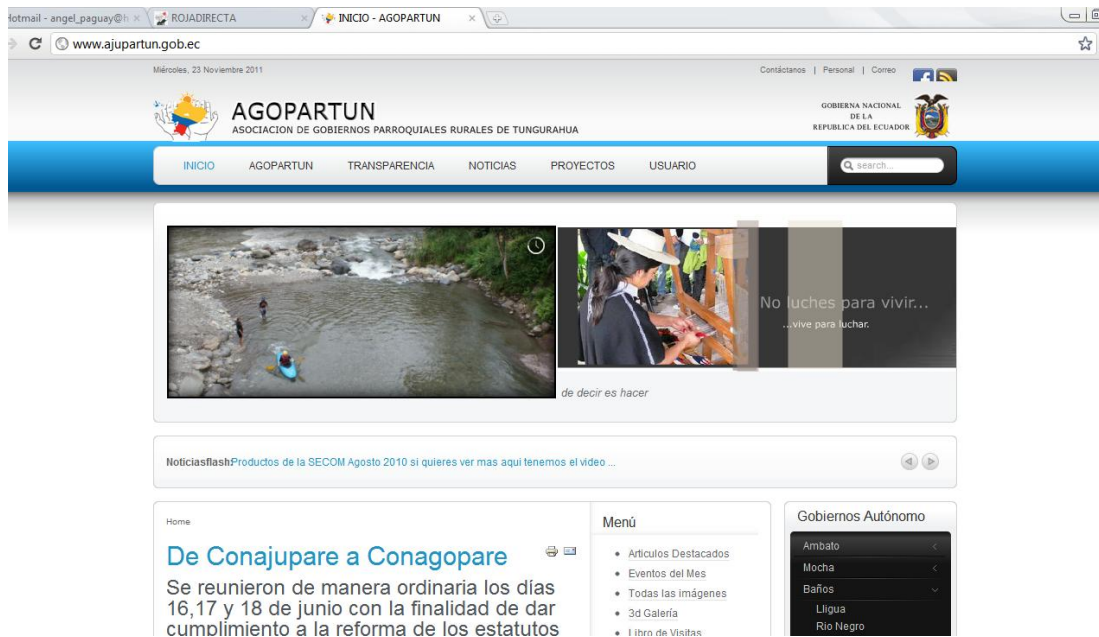 Hotmail - angel_paguay@h
ROJADIRECTA
INICIO - AGOPARTUN
www.ajupartun.gob.ec
Miércoles, 23 Noviembre 2011
Contáctanos | Personal | Correo
AGOPARTUN
ASOCIACION DE GOBIERNOS PARROQUIALES RURALES DE TUNGURAHUA
GOBIERNA NACIONAL
DE LA
REPUBLICA DEL ECUADOR
INICIO AGOPARTUN TRANSPARENCIA NOTICIAS PROYECTOS USUARIO
search...
No luches para vivir...
...vive para luchar.
de decir es hacer
Noticiasflash:Productos de la SECOM Agosto 2010 si quieres ver mas aqui tenemos el video ...
Home
De Conajupare a Conagopare
Se reunieron de manera ordinaria los días
16,17 y 18 de junio con la finalidad de dar
cumplimiento a la reforma de los estatutos
Menú
Articulos Destacados
Eventos del Mes
Todas las imágenes
3d Galería
Libro de Visitas
Gobiernos Autónomo
Ambato
Mocha
Baños
Lligua
Rio Negro